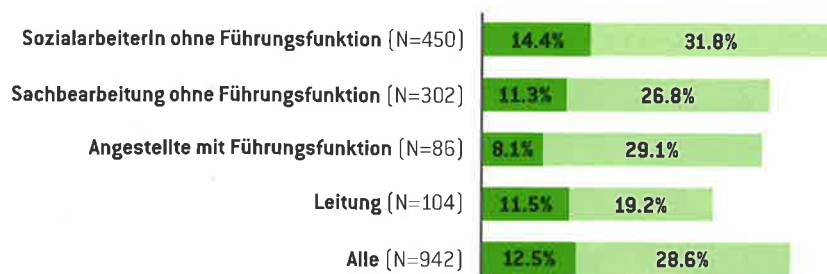 SozialarbeiterIn ohne Führungsfunktion (N=450) 14.4% 31.8%
Sachbearbeitung ohne Führungsfunktion (N=302) 11.3% 26.8%
Angestellte mit Führungsfunktion (N=86) 8.1% 29.1%
Leitung (N=104) 11.5% 19.2%
Alle (N=942) 12.5% 28.6%